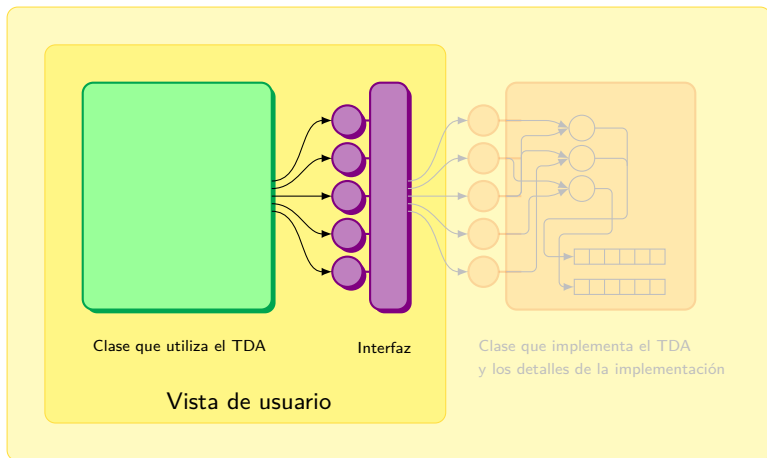 Clase que utiliza el TDA
Interfaz
Clase que implementa el TDA
y los detalles de la implementación
Vista de usuario